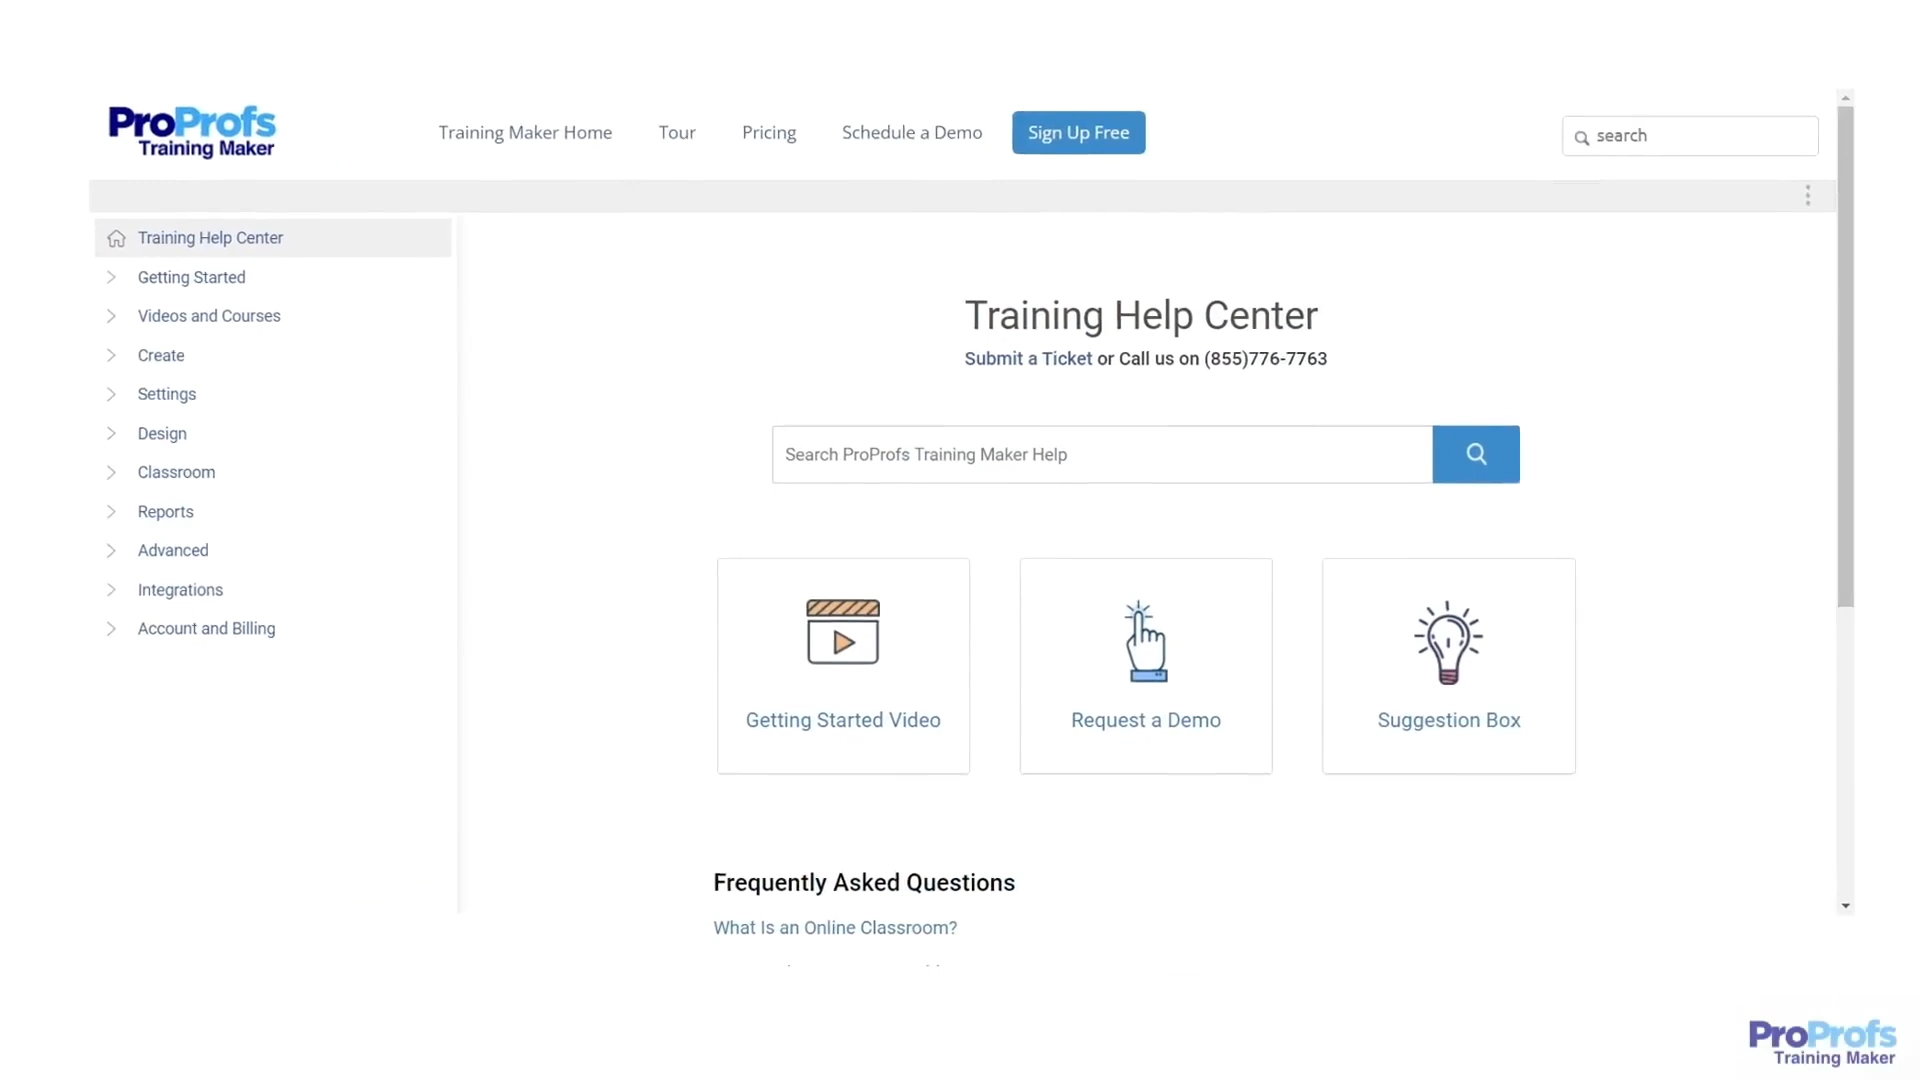 ProProfs
Training Maker
Training Maker Home
Tour
Pricing
Schedule a Demo
Sign Up Free
search
Training Help Center
Getting Started
Videos and Courses
Create
Settings
Design
Classroom
Reports
Advanced
Integrations
Account and Billing
Training Help Center
Submit a Ticket or Call us on (855)776-7763
Search ProProfs Training Maker Help
Getting Started Video
Request a Demo
Suggestion Box
Frequently Asked Questions
What Is an Online Classroom?
ProProfs
Training Maker